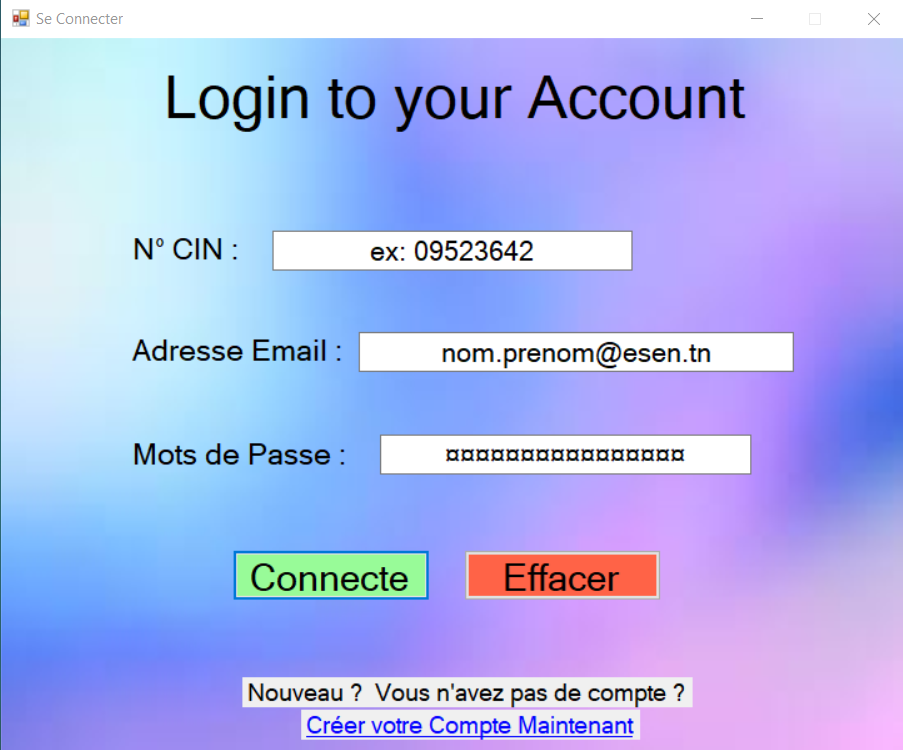 Se Connecter
Login to your Account
N° CIN : ex: 09523642
Adresse Email : nom.prenom@esen.tn
Mots de Passe : ¤¤¤¤¤¤¤¤¤¤¤¤¤¤¤¤
Connecte Effacer
Nouveau ? Vous n'avez pas de compte ?
Créer votre Compte Maintenant